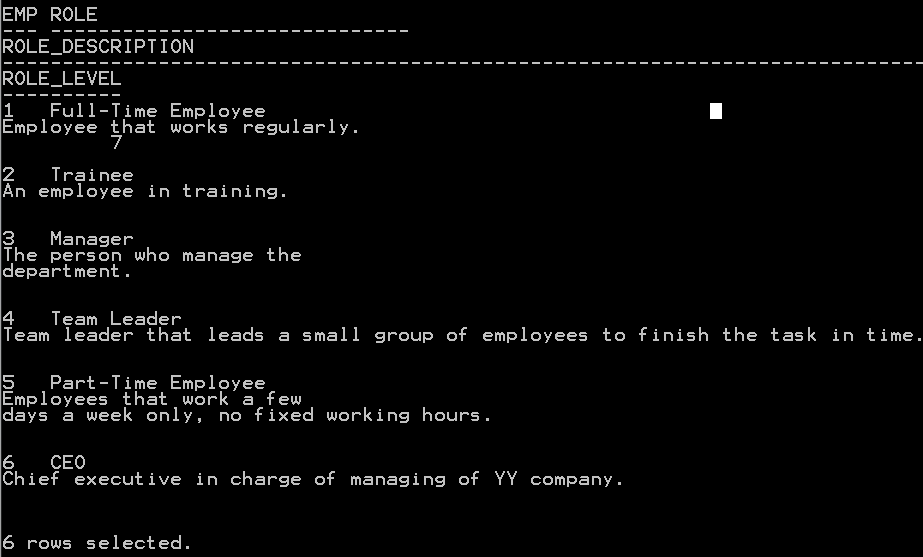 EMP ROLE
--- ------------------------------
ROLE_DESCRIPTION
--------------------------------------------------------------------------------
ROLE_LEVEL
----------
1   Full-Time Employee
Employee that works regularly.
         7
2   Trainee
An employee in training.
3   Manager
The person who manage the
department.
4   Team Leader
Team leader that leads a small group of employees to finish the task in time.
5   Part-Time Employee
Employees that work a few
days a week only, no fixed working hours.
6   CEO
Chief executive in charge of managing of YY company.
6 rows selected.